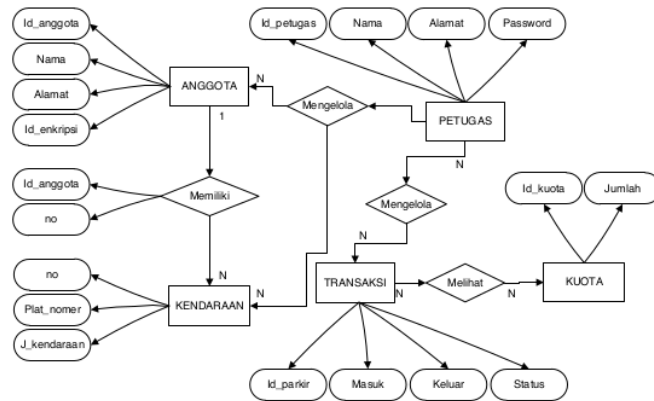 Id_anggota
Nama
Alamat
Id_enkripsi
Id_petugas
Nama
Alamat
Password
ANGGOTA
N
Mengelola
PETUGAS
1
N
Id_anggota
no
Memiliki
Mengelola
Id_kuota
Jumlah
N
no
Plat_nomer
J_kendaraan
N
KENDARAAN
N
TRANSAKSI
N
Melihat
N
KUOTA
Id_parkir
Masuk
Keluar
Status